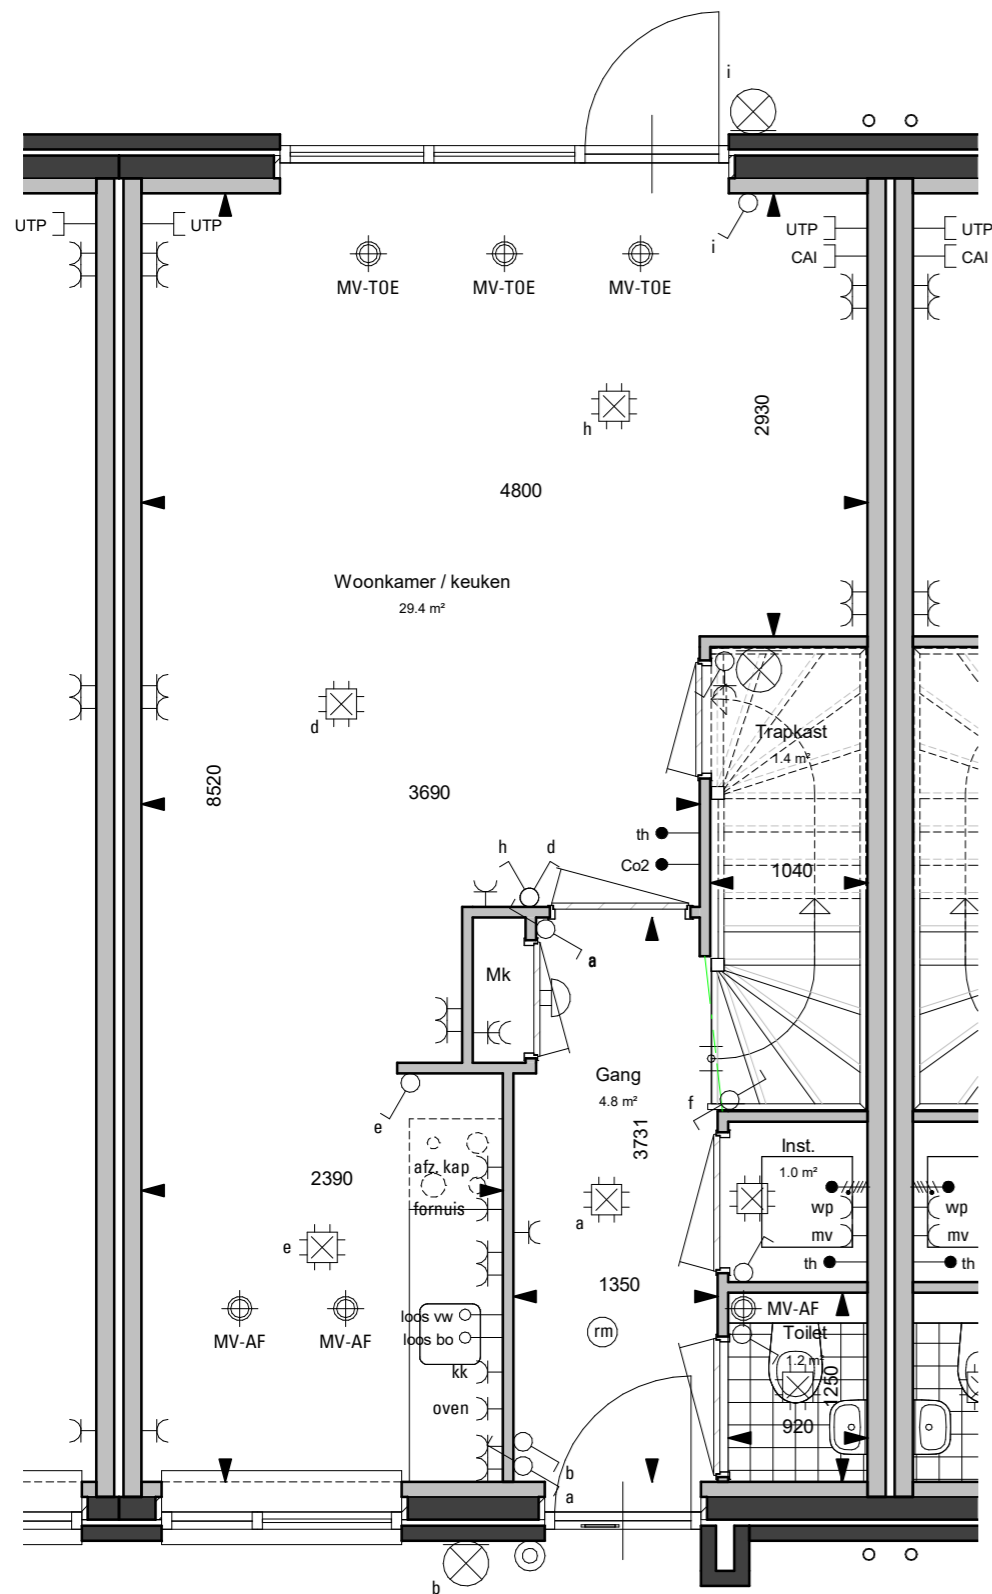 i
UTP
UTP
i
UTP
UTP
CAI
CAI
MV-TOE
MV-TOE
MV-TOE
h
2930
4800
Woonkamer / keuken
29.4 m²
d
Trapkast
1.4 m²
8520
3690
th
Co2
h
d
1040
a
Mk
Gang
4.8 m²
e
f
3731
Inst.
1.0 m²
afz. kap
2390
fornuis
wp
wp
a
mv
mv
e
th
th
1350
MV-AF
MV-AF
MV-AF
loos vw
rm
Toilet
loos bo
1.2 m²
kk
1250
oven
920
b
a
b